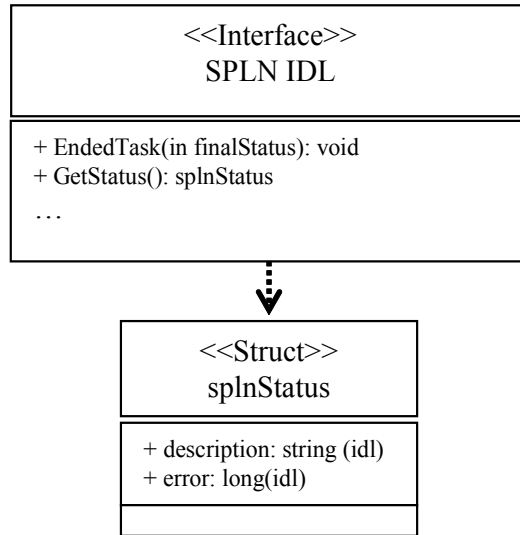 <<Interface>>
SPLN IDL
+ EndedTask(in finalStatus): void
+ GetStatus(): splnStatus
…
<<Struct>>
splnStatus
+ description: string (idl)
+ error: long(idl)